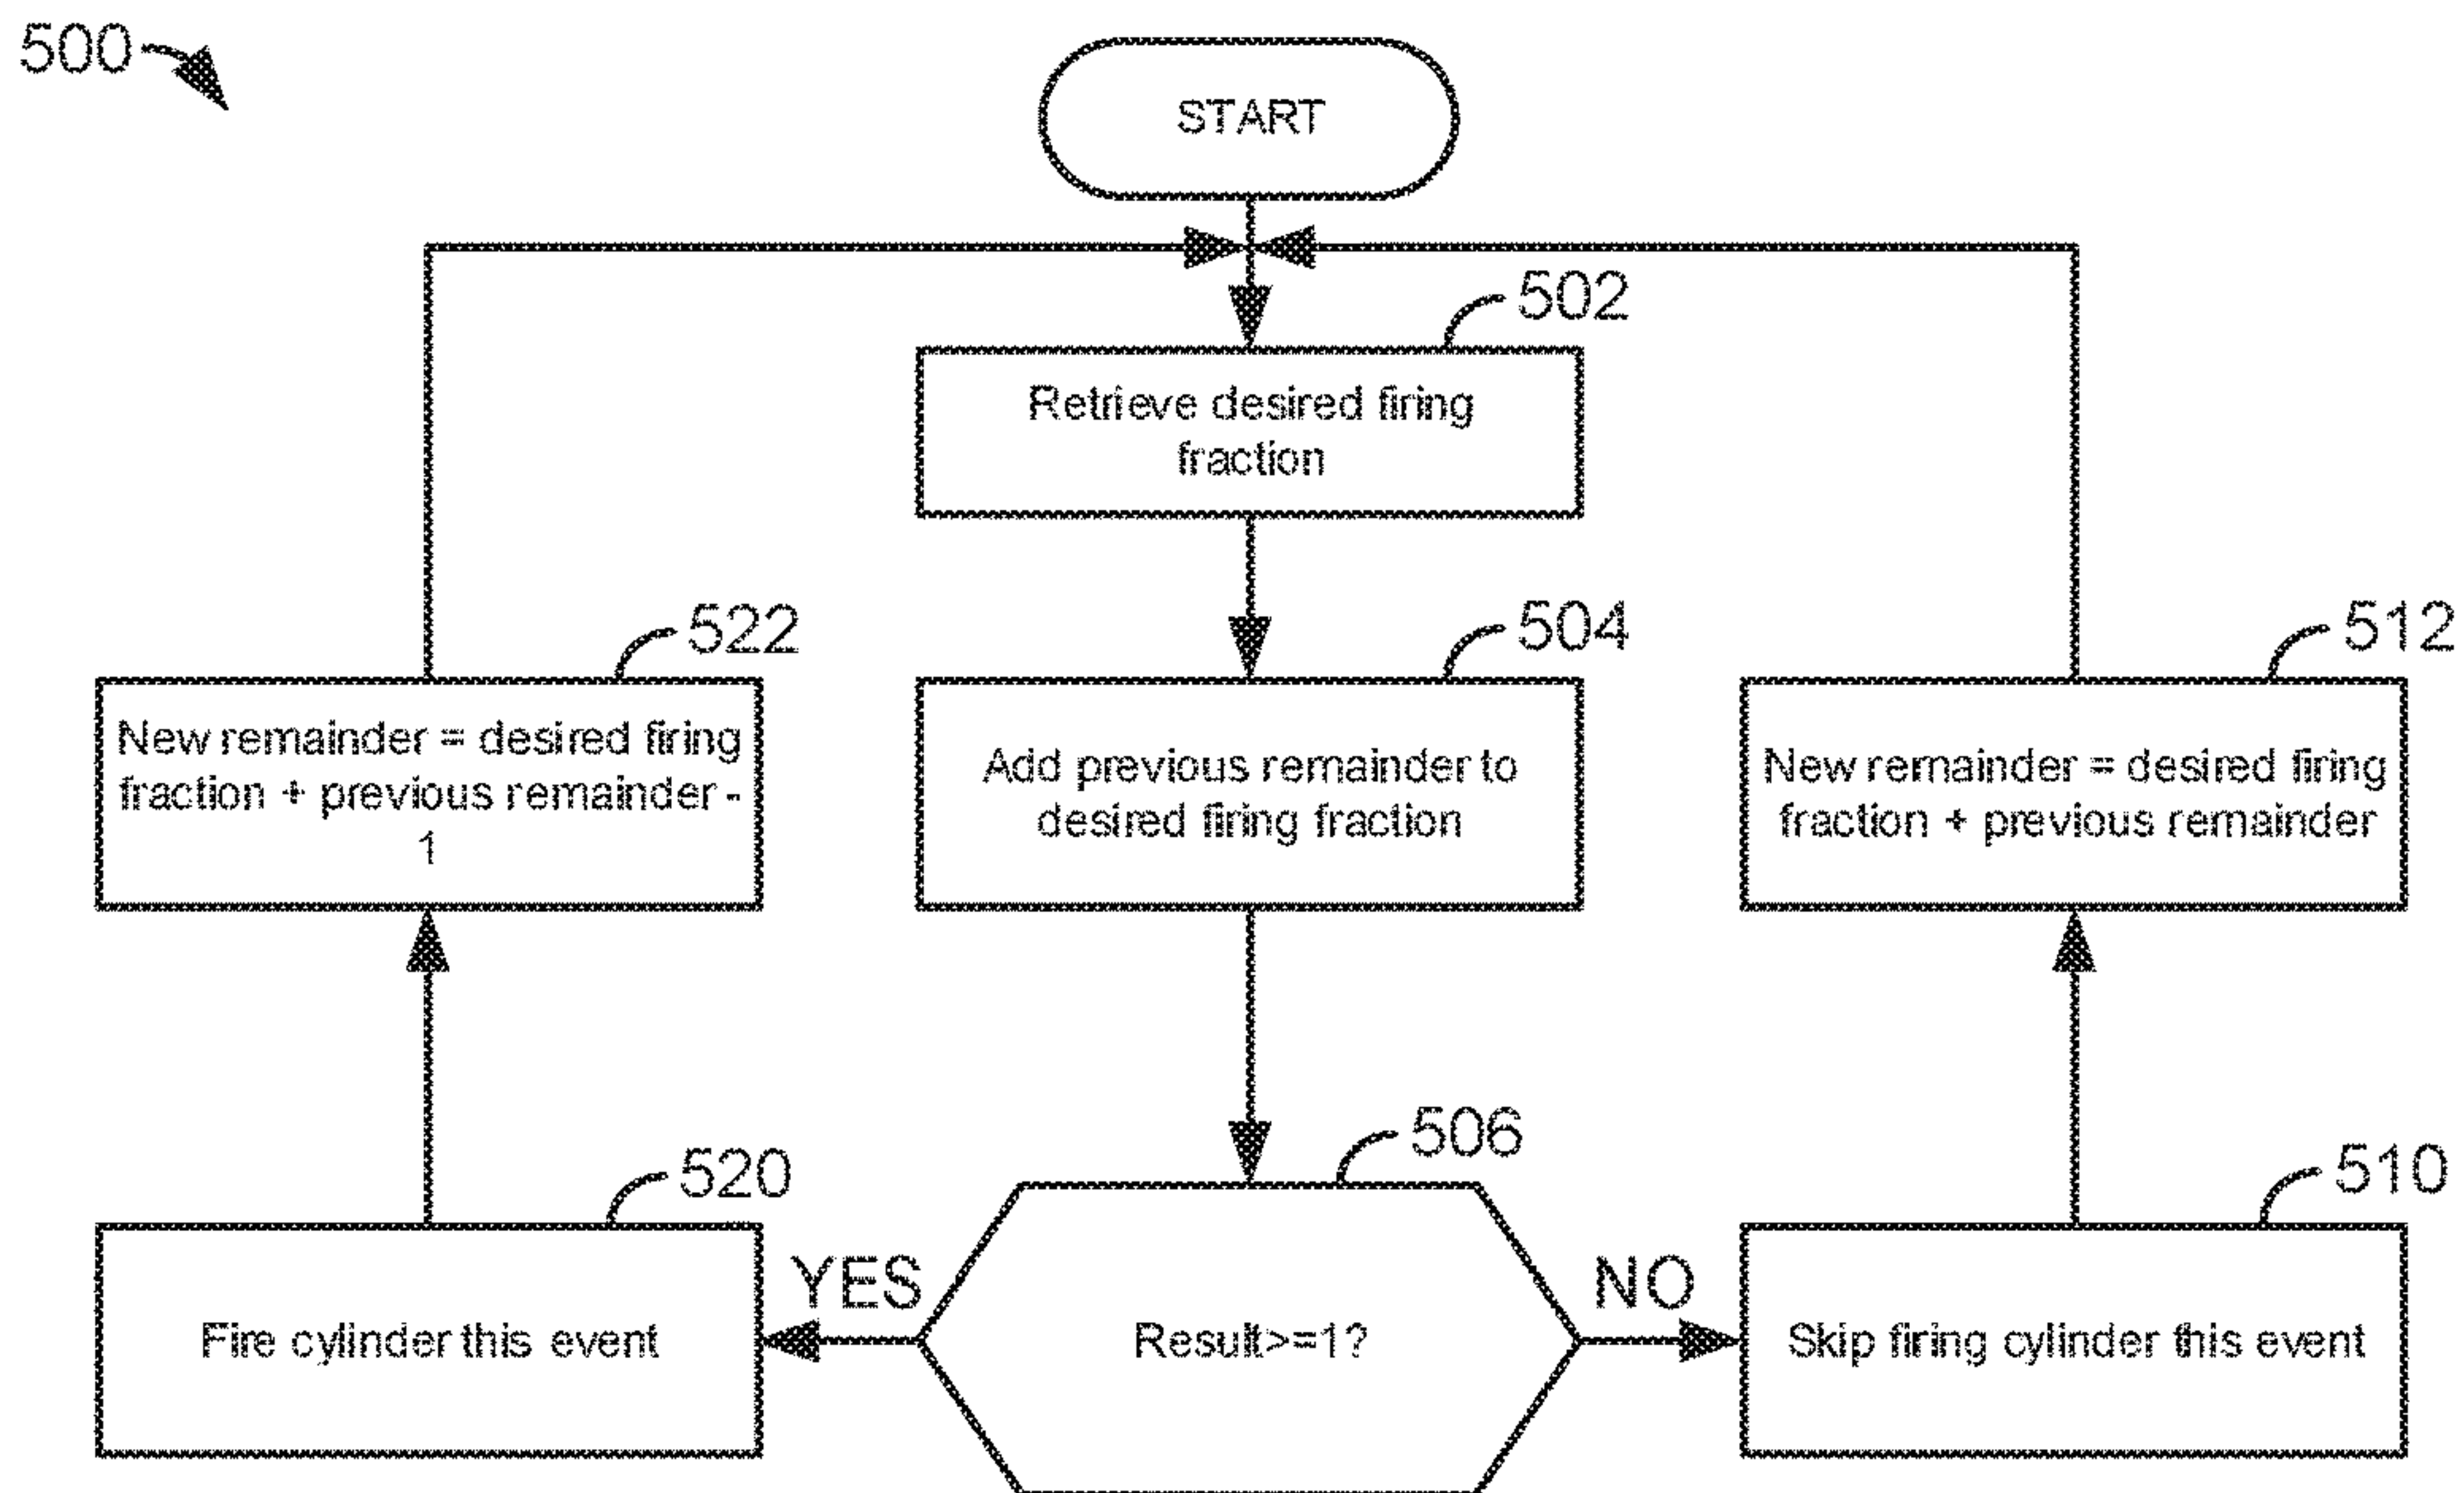 500
START
502
Retrieve desired firing
fraction
522
504
512
New remainder = desired firing
fraction + previous remainder -
1
Add previous remainder to
desired firing fraction
New remainder = desired firing
fraction + previous remainder
520
506
510
Fire cylinder this event
YES
Result>=1?
NO
Skip firing cylinder this event